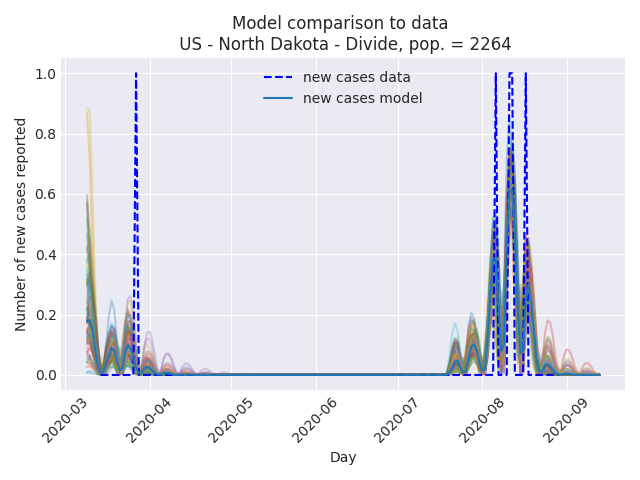 Model comparison to data
US - North Dakota - Divide, pop. = 2264
new cases data
new cases model
Number of new cases reported
1.0
0.8
0.6
0.4
0.2
0.0
2020-03
2020-04
2020-05
2020-06
2020-07
2020-08
2020-09
Day